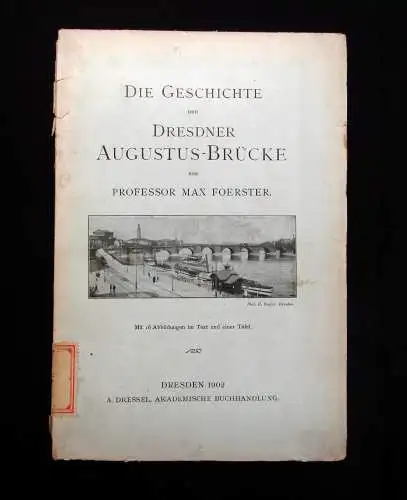 DIE GESCHICHTE
DER
DRESDNER
AUGUSTUS-BRÜCKE
VON
PROFESSOR MAX FOERSTER.
Mit 16 Abbildungen im Text und einer Tafel.
DRESDEN 1902
A. DRESSEL, AKADEMISCHE BUCHHANDLUNG.